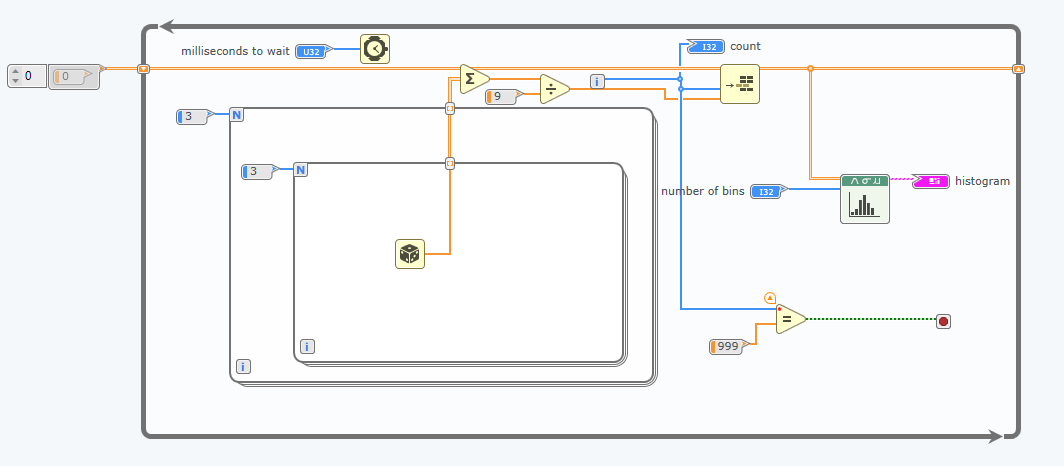 milliseconds to wait U32
I32 count
0 0
Σ
9 ÷ i
3 N
3 N
number of bins I32
histogram
i
i
=
999